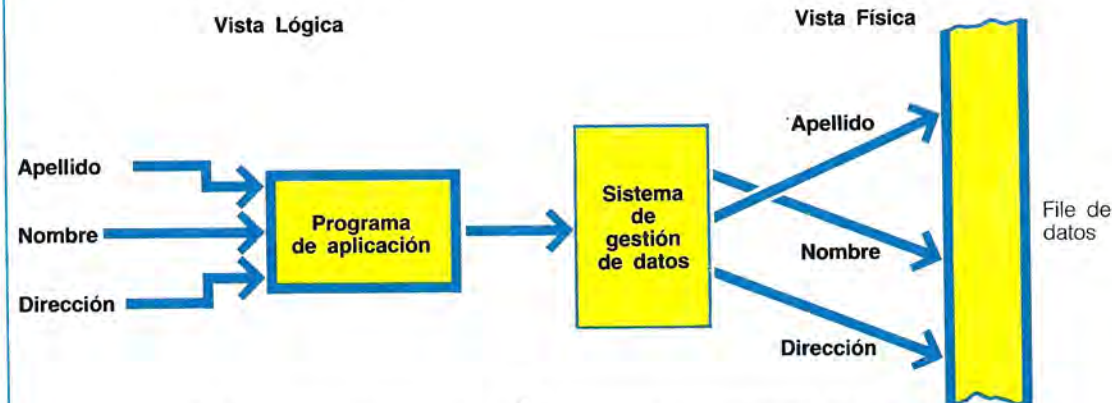 Vista Lógica
Vista Física
Apellido
Nombre
Dirección
Programa
de aplicación
Sistema
de
gestión
de datos
Apellido
Nombre
Dirección
File de
datos